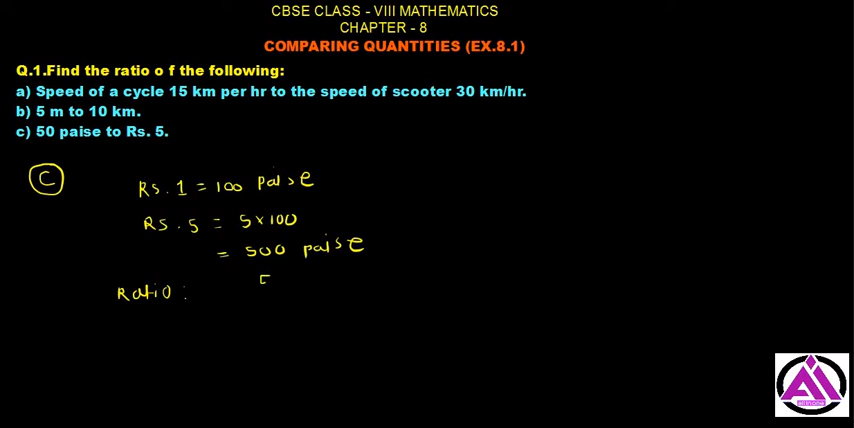 CBSE CLASS - VIII MATHEMATICS
CHAPTER - 8
COMPARING QUANTITIES (EX.8.1)
Q.1.Find the ratio o f the following:
a) Speed of a cycle 15 km per hr to the speed of scooter 30 km/hr.
b) 5 m to 10 km.
c) 50 paise to Rs. 5.
C
Rs. 1 = 100 paise
Rs. 5 = 5 × 100
= 500 paise
Ratio: